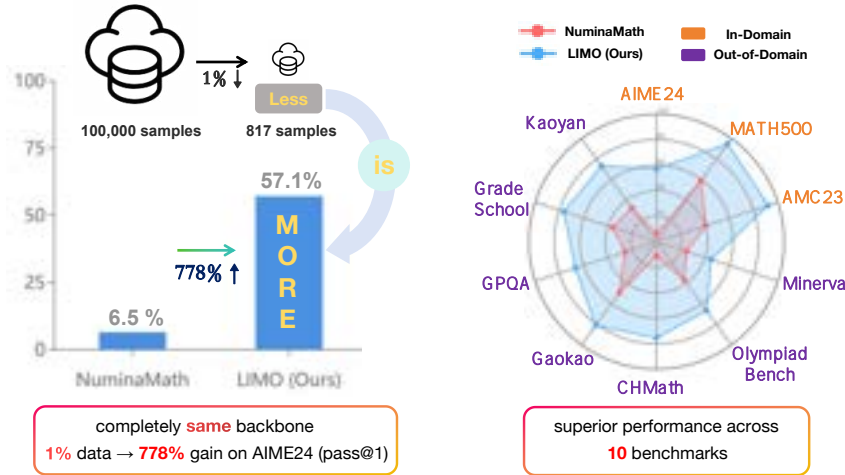 100,000 samples
1% ↓
Less
817 samples
is
100
75
50
25
0
6.5 %
778% ↑
57.1%
MORE
NuminaMath
LIMO (Ours)
completely same backbone
1% data → 778% gain on AIME24 (pass@1)
NuminaMath
LIMO (Ours)
In-Domain
Out-of-Domain
AIME24
MATH500
AMC23
Minerva
Olympiad
Bench
CHMath
Gaokao
GPQA
Grade
School
Kaoyan
superior performance across
10 benchmarks